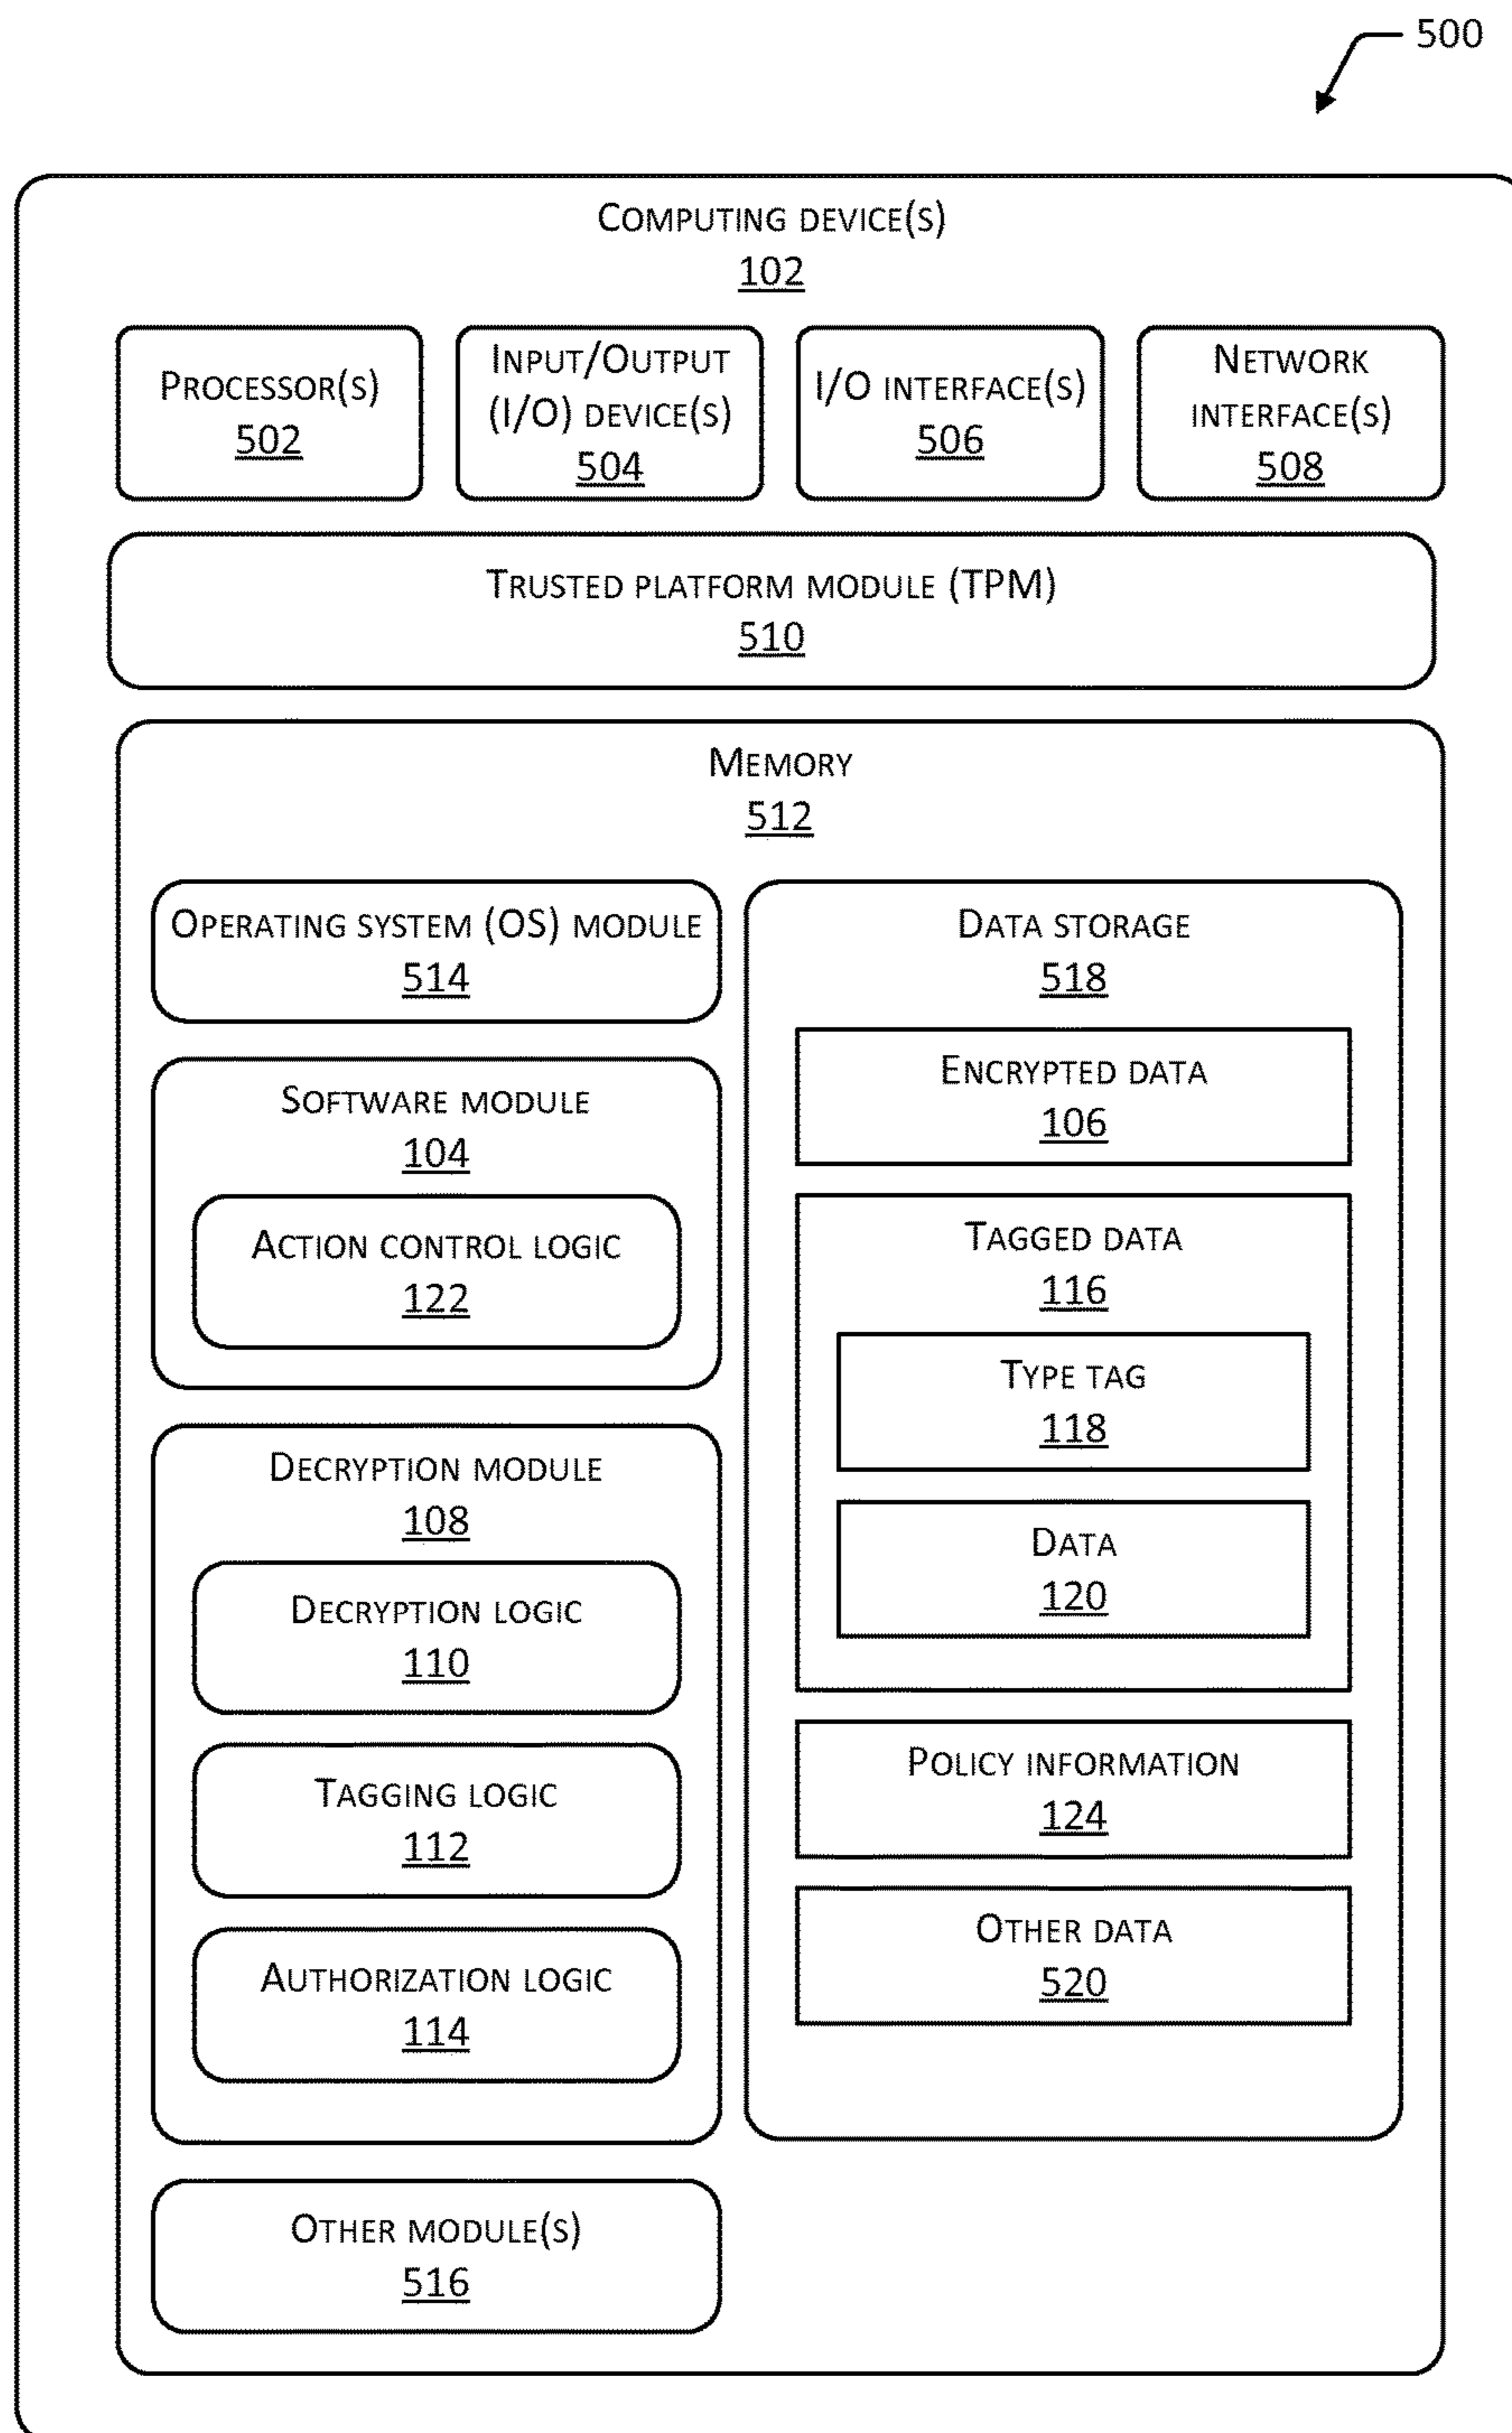 500
Computing device(s)
102
Processor(s)
502
Input/Output
(I/O) device(s)
504
I/O interface(s)
506
Network
interface(s)
508
Trusted platform module (TPM)
510
Memory
512
Operating system (OS) module
514
Software module
104
Action control logic
122
Decryption module
108
Decryption logic
110
Tagging logic
112
Authorization logic
114
Other module(s)
516
Data storage
518
Encrypted data
106
Tagged data
116
Type tag
118
Data
120
Policy information
124
Other data
520